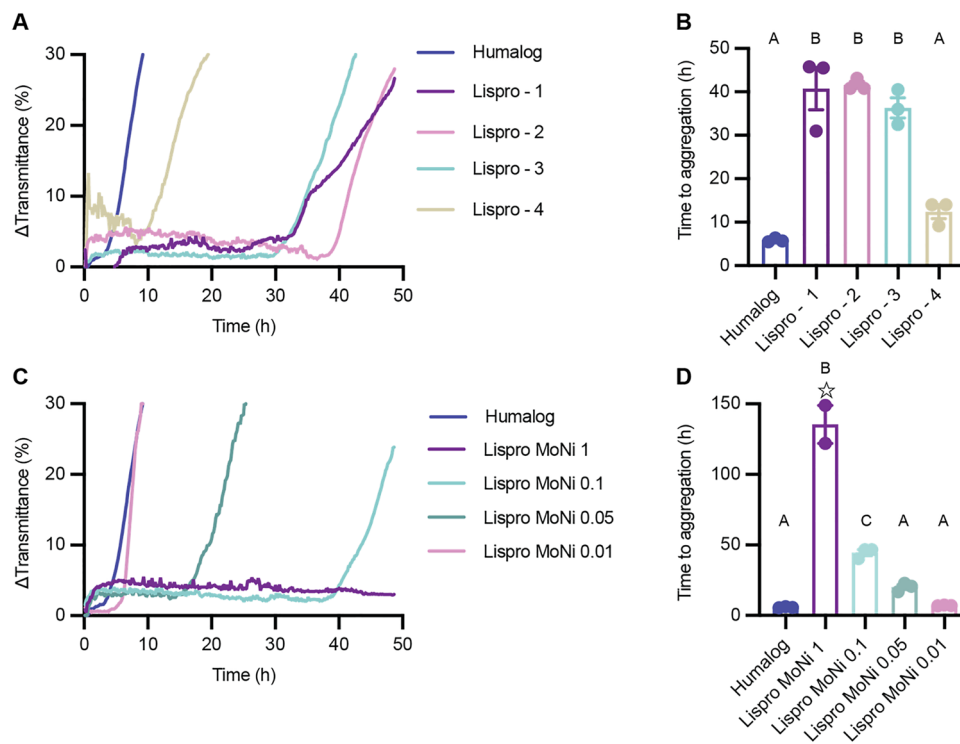 A
30
20
10
0
ΔTransmittance (%)
0
10
20
30
40
50
Time (h)
Humalog
Lispro - 1
Lispro - 2
Lispro - 3
Lispro - 4
B
A
B
B
B
A
50
40
30
20
10
0
Time to aggregation (h)
Humalog
Lispro - 1
Lispro - 2
Lispro - 3
Lispro - 4
C
30
20
10
0
ΔTransmittance (%)
0
10
20
30
40
50
Time (h)
Humalog
Lispro MoNi 1
Lispro MoNi 0.1
Lispro MoNi 0.05
Lispro MoNi 0.01
D
A
B
C
A
A
150
100
50
0
Time to aggregation (h)
Humalog
Lispro MoNi 1
Lispro MoNi 0.1
Lispro MoNi 0.05
Lispro MoNi 0.01